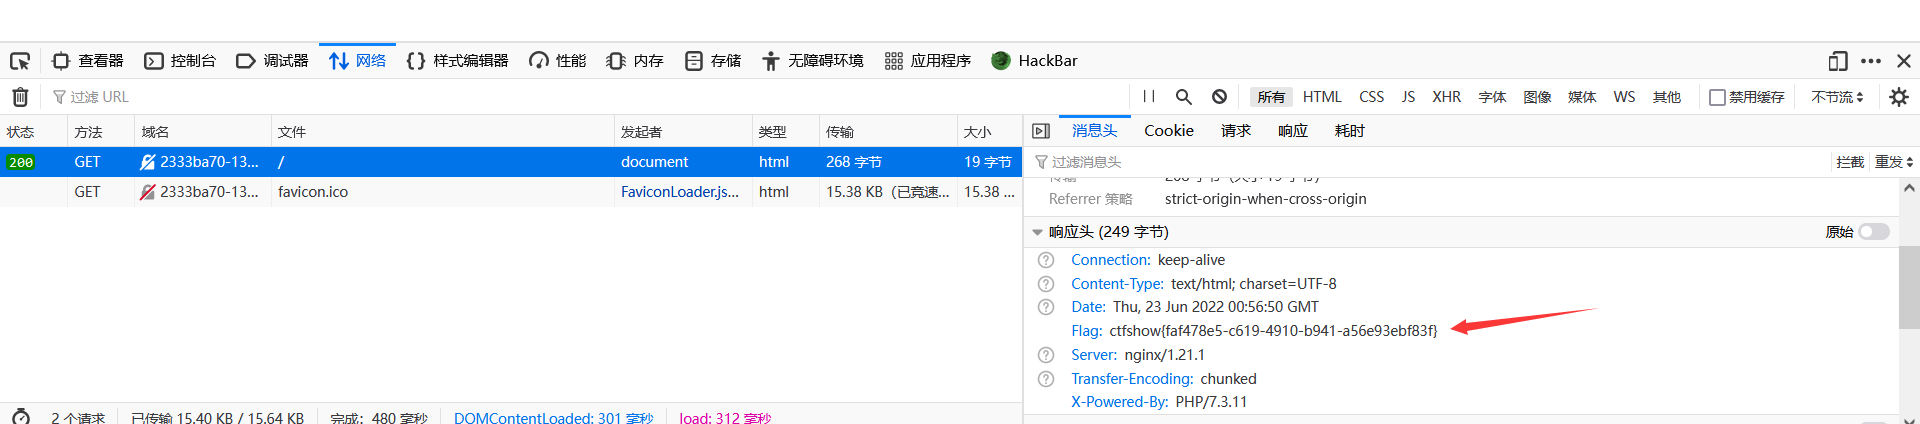 查看器 控制台 调试器 网络 样式编辑器 性能 内存 存储 无障碍环境 应用程序 HackBar
过滤 URL 所有 HTML CSS JS XHR 字体 图像 媒体 WS 其他 禁用缓存 不节流
状态 方法 域名 文件 发起者 类型 传输 大小
200 GET 2333ba70-13... / document html 268 字节 19 字节
GET 2333ba70-13... favicon.ico FaviconLoader.js... html 15.38 KB（已竞速... 15.38 ...
2 个请求 已传输 15.40 KB / 15.64 KB 完成：480 毫秒 DOMContentLoaded: 301 毫秒 load: 312 毫秒
消息头 Cookie 请求 响应 耗时
过滤消息头 拦截 重发
传输 268 字节（大小 19 字节）
Referrer 策略 strict-origin-when-cross-origin
响应头 (249 字节) 原始
Connection: keep-alive
Content-Type: text/html; charset=UTF-8
Date: Thu, 23 Jun 2022 00:56:50 GMT
Flag: ctfshow{faf478e5-c619-4910-b941-a56e93ebf83f}
Server: nginx/1.21.1
Transfer-Encoding: chunked
X-Powered-By: PHP/7.3.11